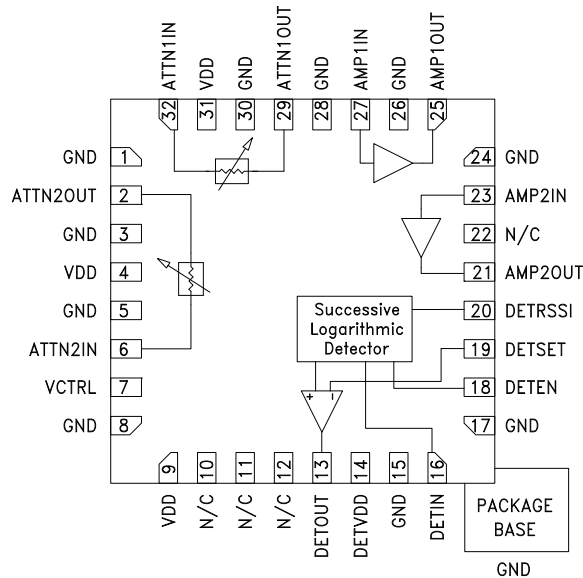 ATTN1IN
VDD
GND
ATTN1OUT
GND
AMP1IN
GND
AMP1OUT
32
31
30
29
28
27
26
25
GND 1
ATTN2OUT 2
GND 3
VDD 4
GND 5
ATTN2IN 6
VCTRL 7
GND 8
24 GND
23 AMP2IN
22 N/C
21 AMP2OUT
20 DETRSSI
19 DETSET
18 DETEN
17 GND
Successive
Logarithmic
Detector
+ −
9
10
11
12
13
14
15
16
VDD
N/C
N/C
N/C
DETOUT
DETVDD
GND
DETIN
PACKAGE
BASE
GND